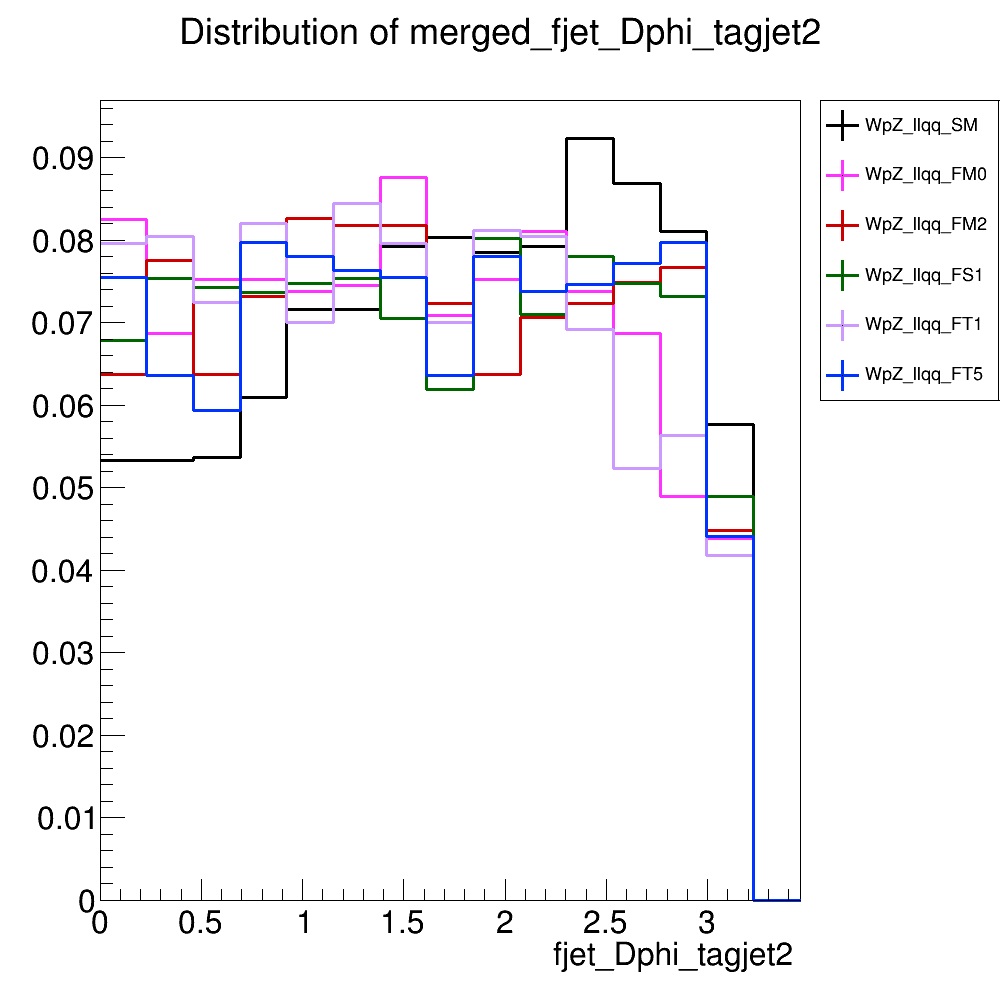 Distribution of merged_fjet_Dphi_tagjet2
WpZ_llqq_SM
WpZ_llqq_FM0
WpZ_llqq_FM2
WpZ_llqq_FS1
WpZ_llqq_FT1
WpZ_llqq_FT5
0.09
0.08
0.07
0.06
0.05
0.04
0.03
0.02
0.01
0
0 0.5 1 1.5 2 2.5 3
fjet_Dphi_tagjet2